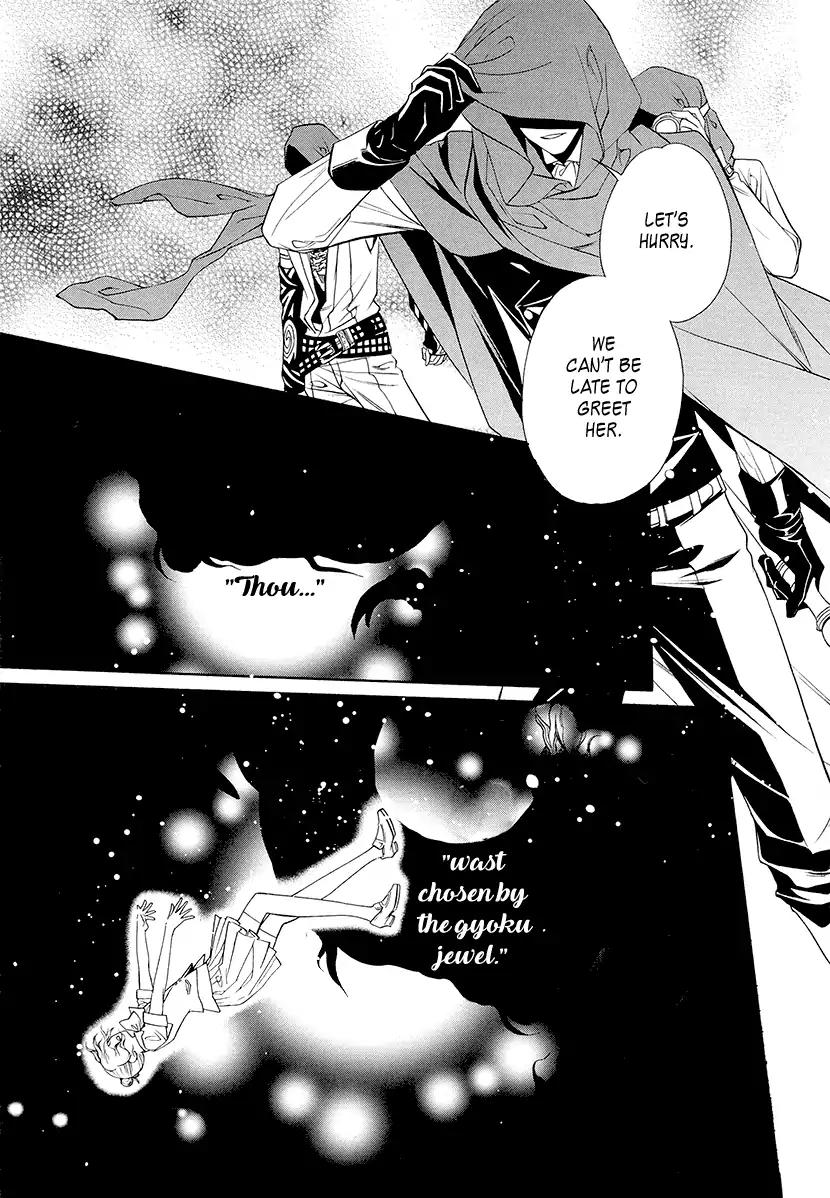 LET'S
HURRY.
WE
CAN'T BE
LATE TO
GREET
HER.
"Thou..."
"wast
chosen by
the gyoku
jewel."